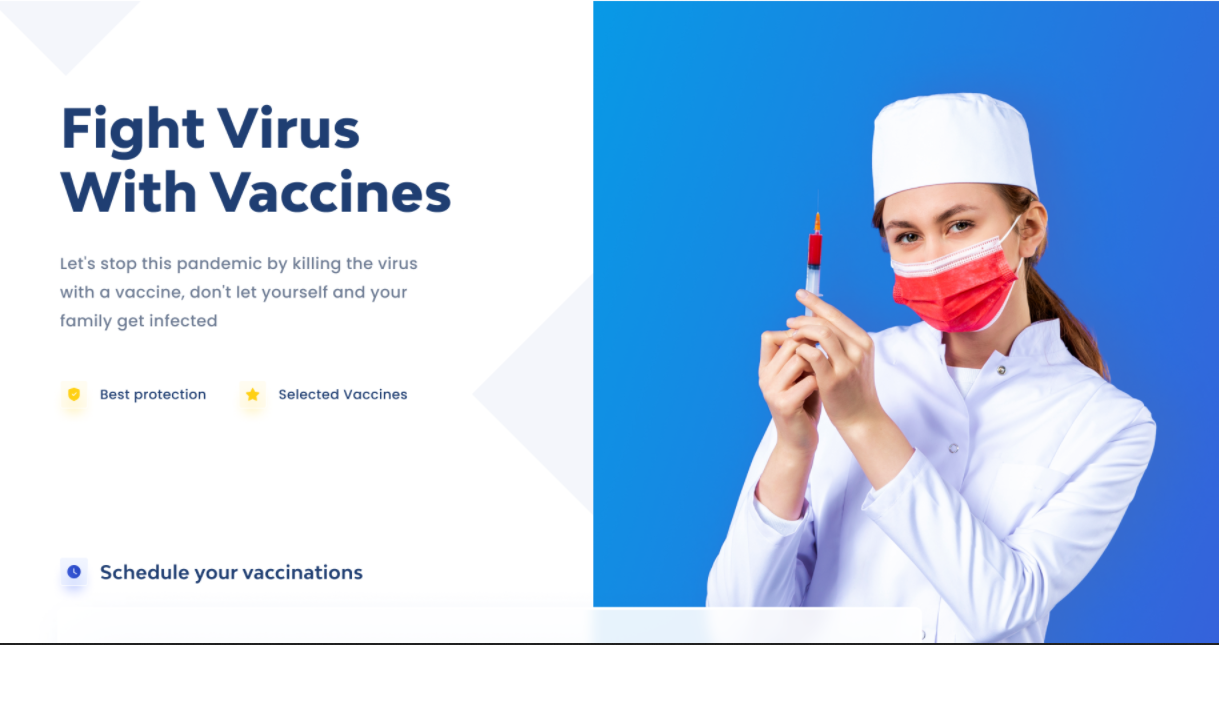 Fight Virus
With Vaccines
Let's stop this pandemic by killing the virus
with a vaccine, don't let yourself and your
family get infected
Best protection
Selected Vaccines
Schedule your vaccinations